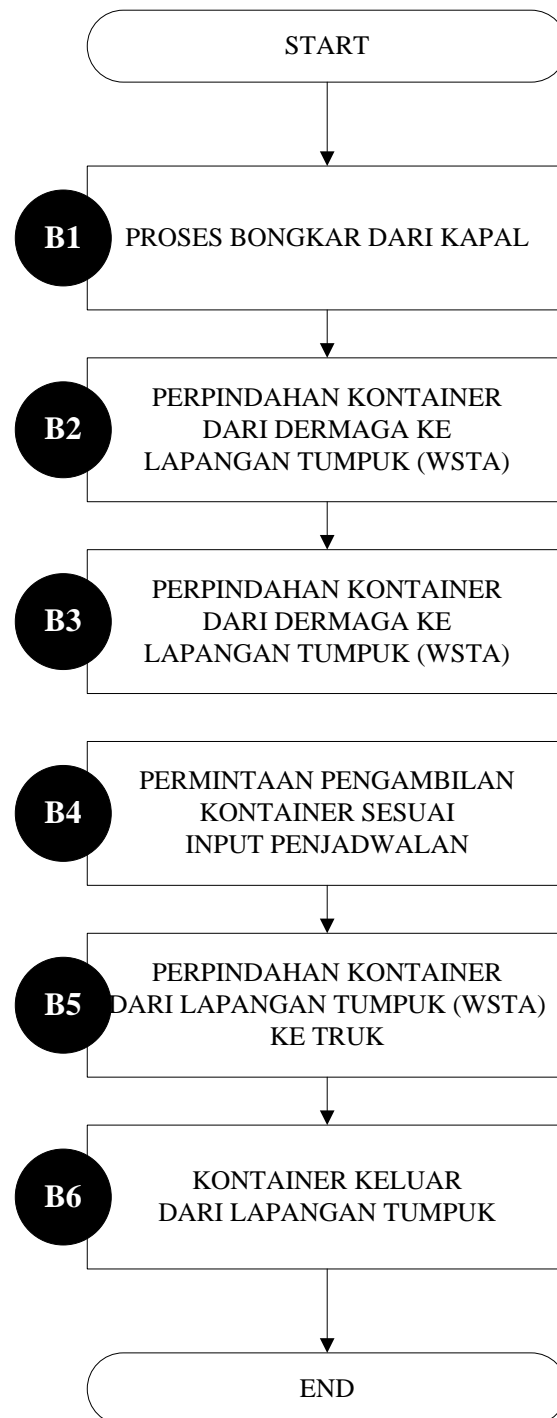 START
B1
PROSES BONGKAR DARI KAPAL
B2
PERPINDAHAN KONTAINER
DARI DERMAGA KE
LAPANGAN TUMPUK (WSTA)
B3
PERPINDAHAN KONTAINER
DARI DERMAGA KE
LAPANGAN TUMPUK (WSTA)
B4
PERMINTAAN PENGAMBILAN
KONTAINER SESUAI
INPUT PENJADWALAN
B5
PERPINDAHAN KONTAINER
DARI LAPANGAN TUMPUK (WSTA)
KE TRUK
B6
KONTAINER KELUAR
DARI LAPANGAN TUMPUK
END